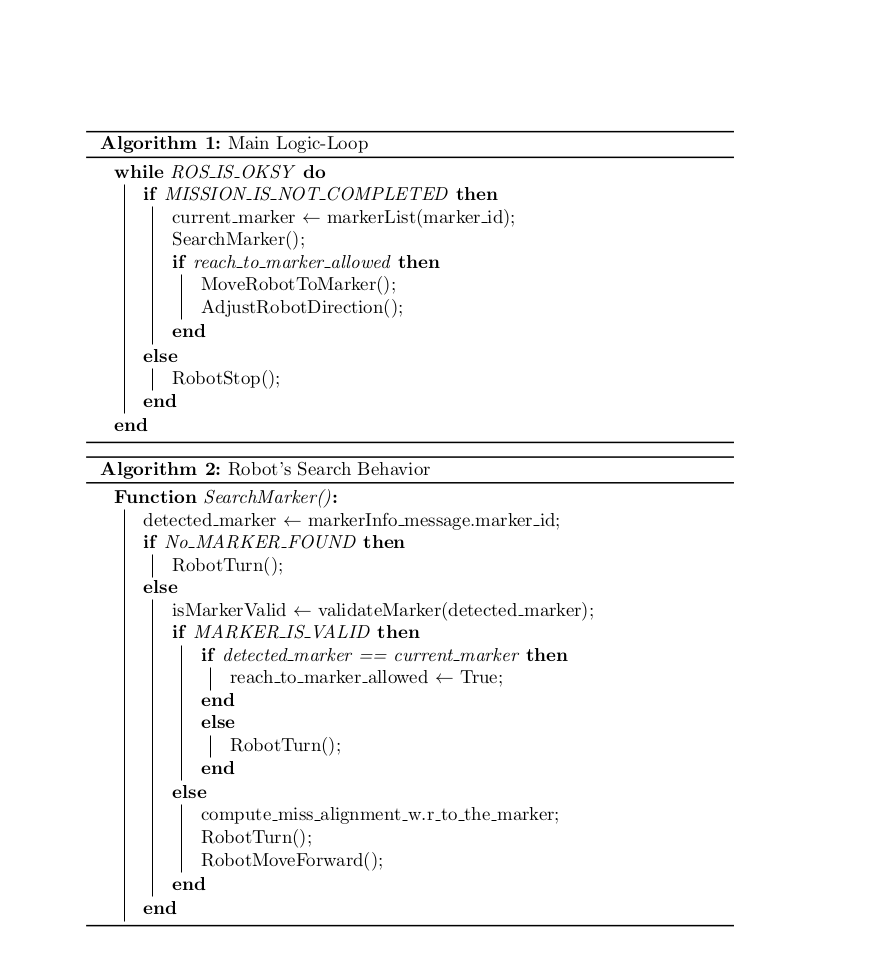 Algorithm 1: Main Logic-Loop
while ROS_IS_OKSY do
if MISSION_IS_NOT_COMPLETED then
current_marker ← markerList(marker_id);
SearchMarker();
if reach_to_marker_allowed then
MoveRobotToMarker();
AdjustRobotDirection();
end
else
RobotStop();
end
end
Algorithm 2: Robot's Search Behavior
Function SearchMarker():
detected_marker ← markerInfo_message.marker_id;
if No_MARKER_FOUND then
RobotTurn();
else
isMarkerValid ← validateMarker(detected_marker);
if MARKER_IS_VALID then
if detected_marker == current_marker then
reach_to_marker_allowed ← True;
end
else
RobotTurn();
end
else
compute_miss_alignment_w.r_to_the_marker;
RobotTurn();
RobotMoveForward();
end
end